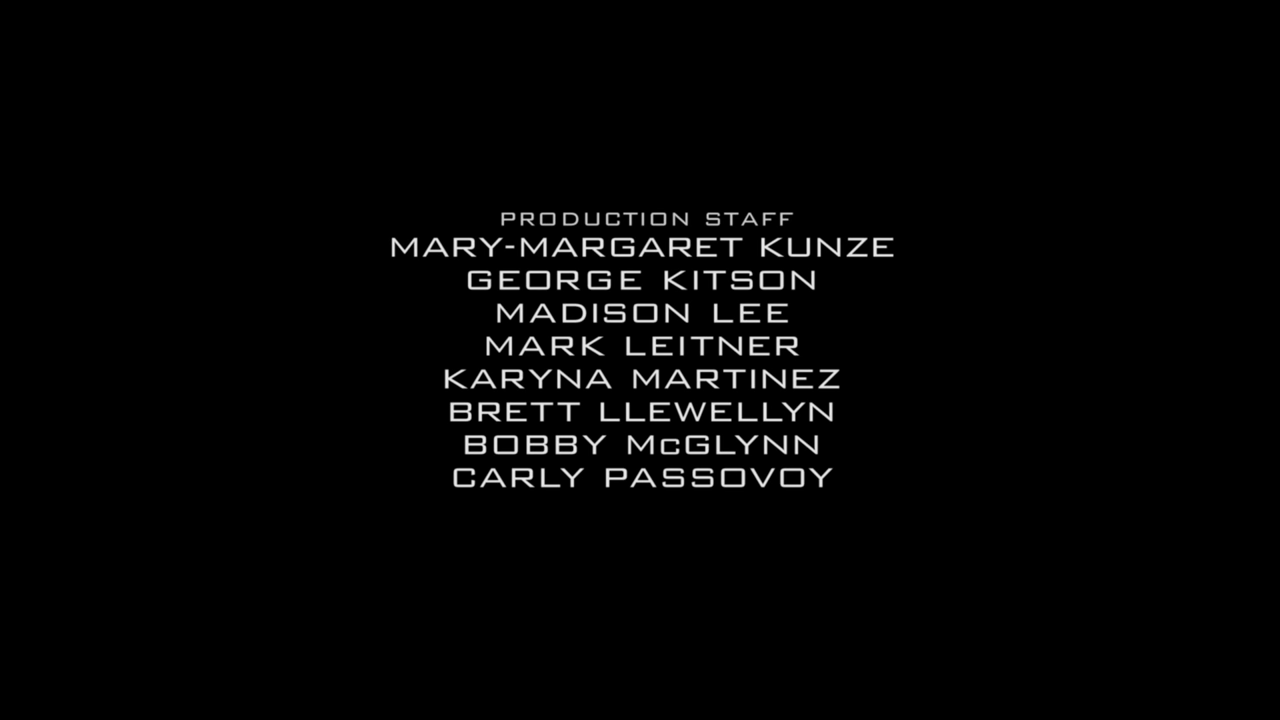 PRODUCTION STAFF
MARY-MARGARET KUNZE
GEORGE KITSON
MADISON LEE
MARK LEITNER
KARYNA MARTINEZ
BRETT LLEWELLYN
BOBBY McGLYNN
CARLY PASSOVOY